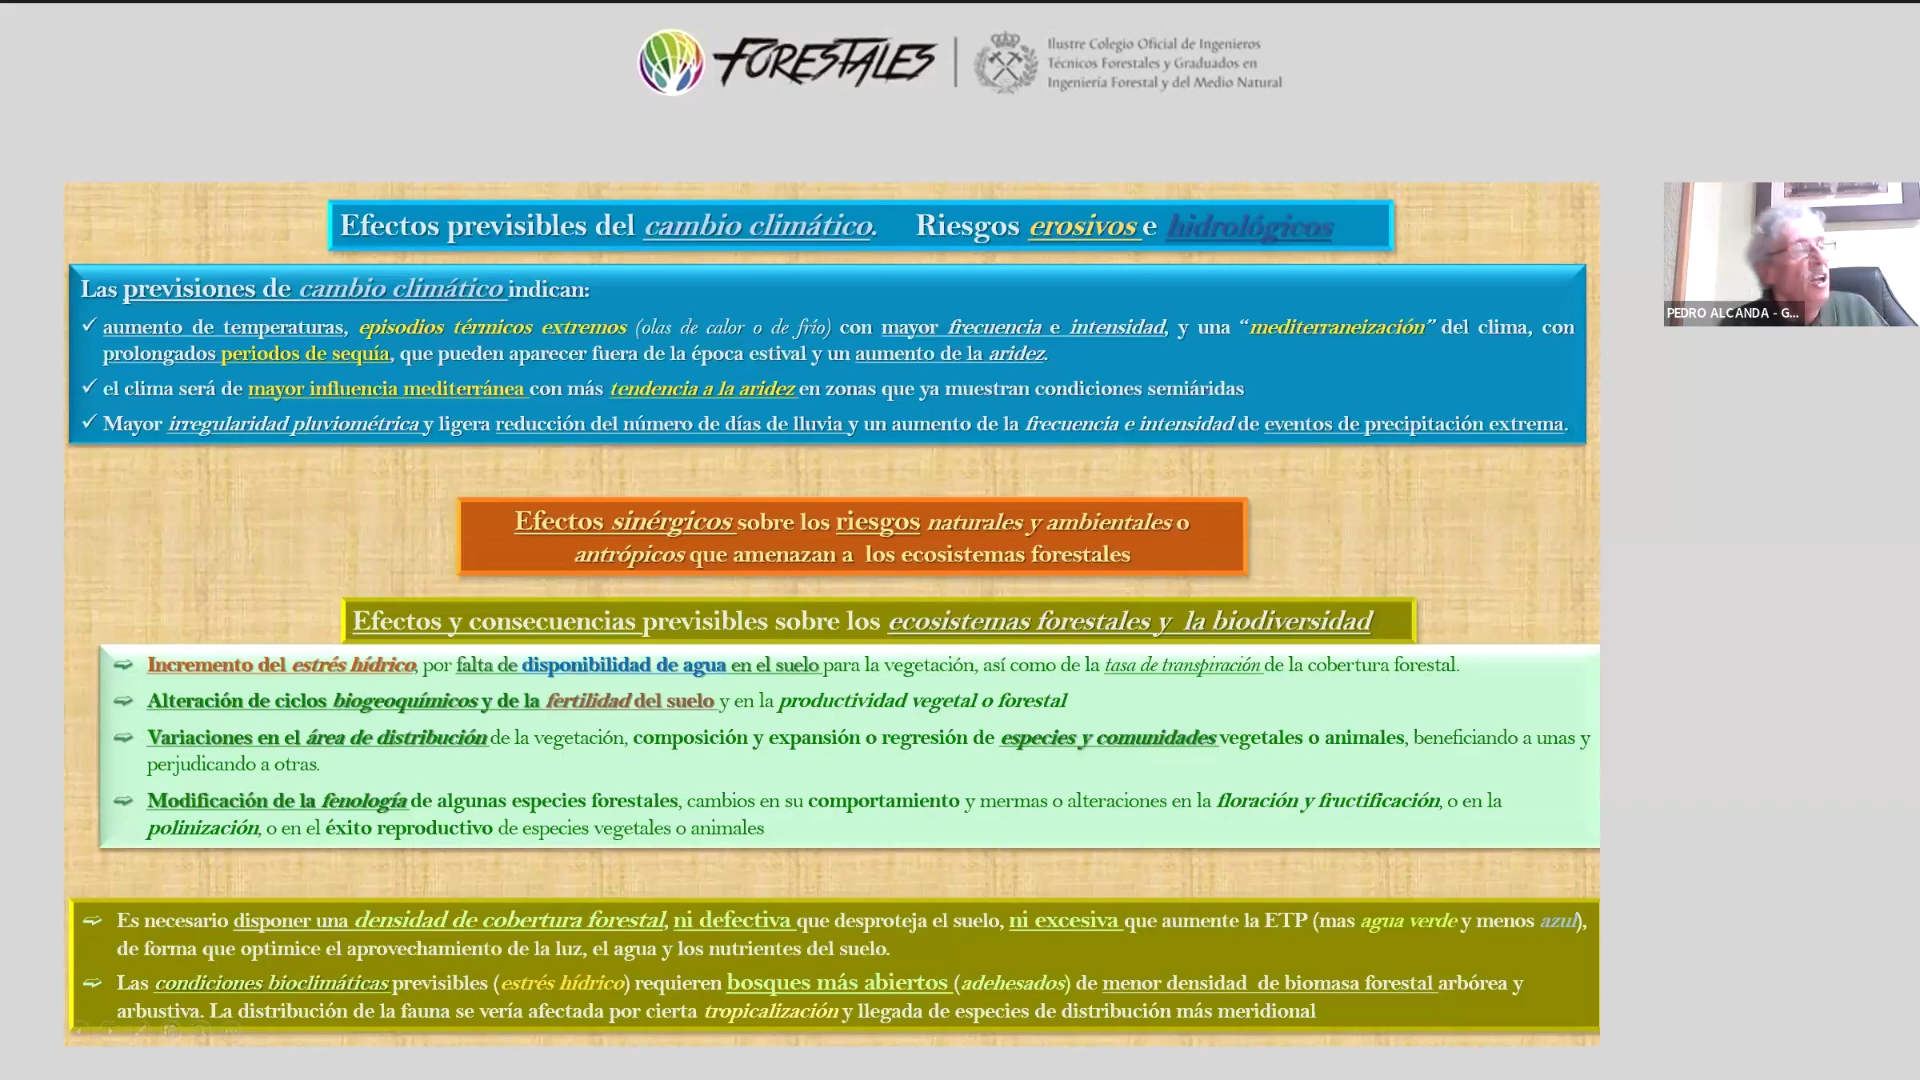 FORESTALES
Ilustre Colegio Oficial de Ingenieros
Técnicos Forestales y Graduados en
Ingeniería Forestal y del Medio Natural
Efectos previsibles del cambio climático. Riesgos erosivos e hidrológicos
Las previsiones de cambio climático indican:
✓ aumento de temperaturas, episodios térmicos extremos (olas de calor o de frío) con mayor frecuencia e intensidad, y una “mediterraneización” del clima, con
prolongados periodos de sequía, que pueden aparecer fuera de la época estival y un aumento de la aridez.
✓ el clima será de mayor influencia mediterránea con más tendencia a la aridez en zonas que ya muestran condiciones semiáridas
✓ Mayor irregularidad pluviométrica y ligera reducción del número de días de lluvia y un aumento de la frecuencia e intensidad de eventos de precipitación extrema.
PEDRO ALCANDA - G...
Efectos sinérgicos sobre los riesgos naturales y ambientales o
antrópicos que amenazan a los ecosistemas forestales
Efectos y consecuencias previsibles sobre los ecosistemas forestales y la biodiversidad
Incremento del estrés hídrico, por falta de disponibilidad de agua en el suelo para la vegetación, así como de la tasa de transpiración de la cobertura forestal.
Alteración de ciclos biogeoquímicos y de la fertilidad del suelo y en la productividad vegetal o forestal
Variaciones en el área de distribución de la vegetación, composición y expansión o regresión de especies y comunidades vegetales o animales, beneficiando a unas y
perjudicando a otras.
Modificación de la fenología de algunas especies forestales, cambios en su comportamiento y mermas o alteraciones en la floración y fructificación, o en la
polinización, o en el éxito reproductivo de especies vegetales o animales
Es necesario disponer una densidad de cobertura forestal, ni defectiva que desproteja el suelo, ni excesiva que aumente la ETP (mas agua verde y menos azul),
de forma que optimice el aprovechamiento de la luz, el agua y los nutrientes del suelo.
Las condiciones bioclimáticas previsibles (estrés hídrico) requieren bosques más abiertos (adehesados) de menor densidad de biomasa forestal arbórea y
arbustiva. La distribución de la fauna se vería afectada por cierta tropicalización y llegada de especies de distribución más meridional